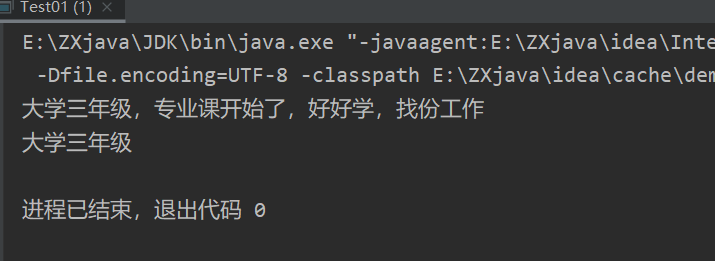 Test01 (1)
E:\ZXjava\JDK\bin\java.exe "-javaagent:E:\ZXjava\idea\Inte
-Dfile.encoding=UTF-8 -classpath E:\ZXjava\idea\cache\dem
大学三年级，专业课开始了，好好学，找份工作
大学三年级
进程已结束，退出代码 0